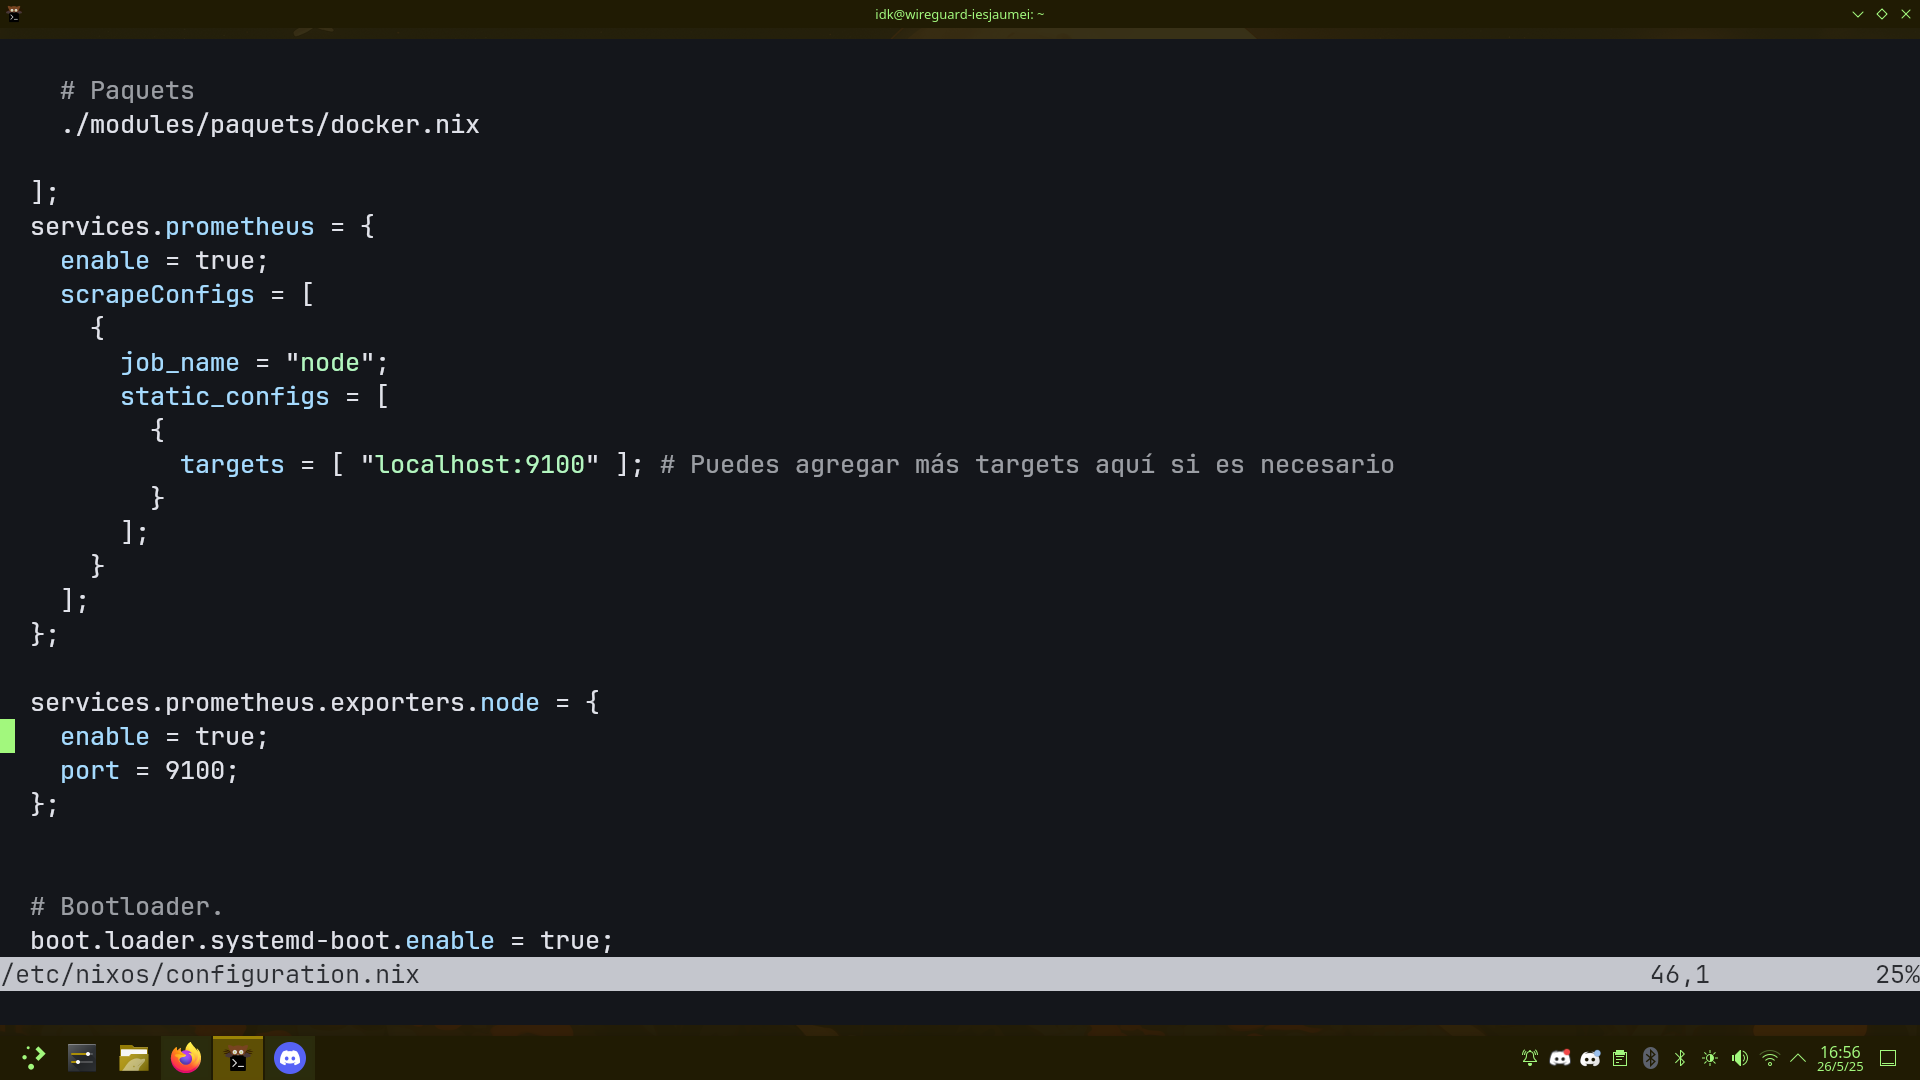 idk@wireguard-iesjaumei: ~
# Paquets
./modules/paquets/docker.nix
];
services.prometheus = {
enable = true;
scrapeConfigs = [
{
job_name = "node";
static_configs = [
{
targets = [ "localhost:9100" ]; # Puedes agregar más targets aquí si es necesario
}
];
}
];
};
services.prometheus.exporters.node = {
enable = true;
port = 9100;
};
# Bootloader.
boot.loader.systemd-boot.enable = true;
/etc/nixos/configuration.nix 46,1 25%
16:56
26/5/25